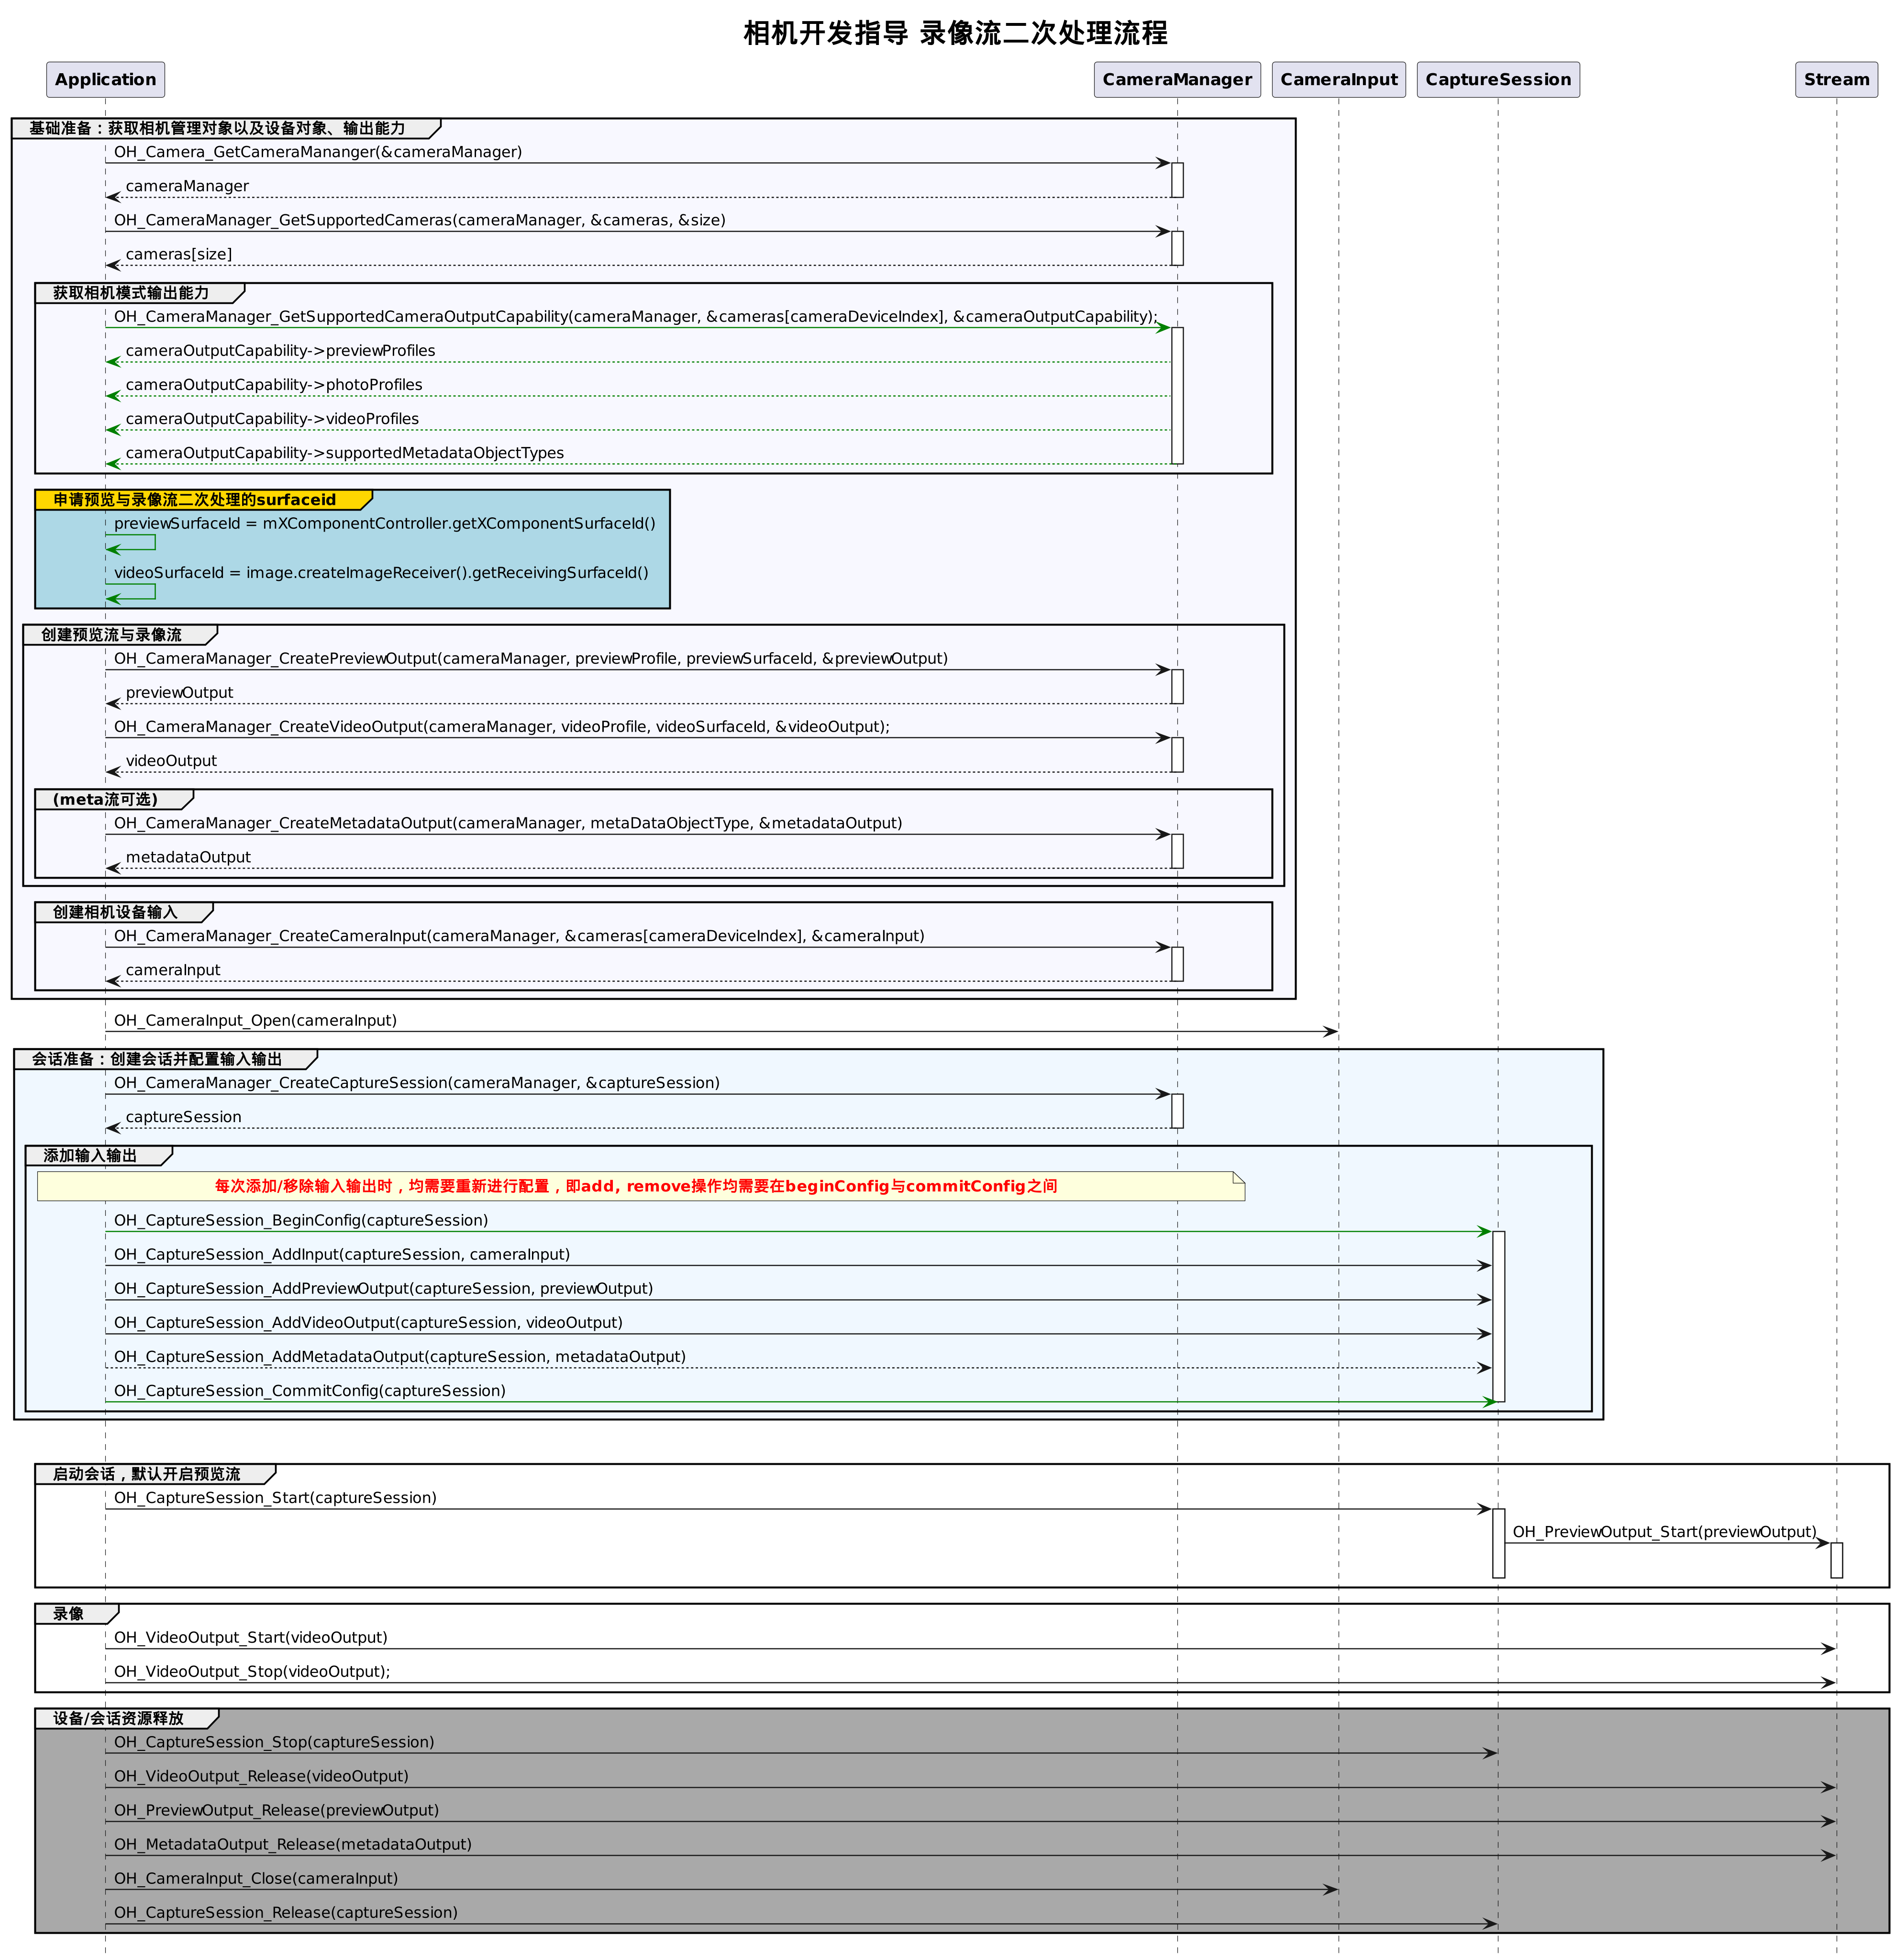 相机开发指导 录像流二次处理流程
Application CameraManager CameraInput CaptureSession Stream
基础准备：获取相机管理对象以及设备对象、输出能力
OH_Camera_GetCameraMananger(&cameraManager)
cameraManager
OH_CameraManager_GetSupportedCameras(cameraManager, &cameras, &size)
cameras[size]
获取相机模式输出能力
OH_CameraManager_GetSupportedCameraOutputCapability(cameraManager, &cameras[cameraDeviceIndex], &cameraOutputCapability);
cameraOutputCapability->previewProfiles
cameraOutputCapability->photoProfiles
cameraOutputCapability->videoProfiles
cameraOutputCapability->supportedMetadataObjectTypes
申请预览与录像流二次处理的surfaceid
previewSurfaceId = mXComponentController.getXComponentSurfaceId()
videoSurfaceId = image.createImageReceiver().getReceivingSurfaceId()
创建预览流与录像流
OH_CameraManager_CreatePreviewOutput(cameraManager, previewProfile, previewSurfaceId, &previewOutput)
previewOutput
OH_CameraManager_CreateVideoOutput(cameraManager, videoProfile, videoSurfaceId, &videoOutput);
videoOutput
(meta流可选)
OH_CameraManager_CreateMetadataOutput(cameraManager, metaDataObjectType, &metadataOutput)
metadataOutput
创建相机设备输入
OH_CameraManager_CreateCameraInput(cameraManager, &cameras[cameraDeviceIndex], &cameraInput)
cameraInput
OH_CameraInput_Open(cameraInput)
会话准备：创建会话并配置输入输出
OH_CameraManager_CreateCaptureSession(cameraManager, &captureSession)
captureSession
添加输入输出
每次添加/移除输入输出时，均需要重新进行配置，即add, remove操作均需要在beginConfig与commitConfig之间
OH_CaptureSession_BeginConfig(captureSession)
OH_CaptureSession_AddInput(captureSession, cameraInput)
OH_CaptureSession_AddPreviewOutput(captureSession, previewOutput)
OH_CaptureSession_AddVideoOutput(captureSession, videoOutput)
OH_CaptureSession_AddMetadataOutput(captureSession, metadataOutput)
OH_CaptureSession_CommitConfig(captureSession)
启动会话，默认开启预览流
OH_CaptureSession_Start(captureSession)
OH_PreviewOutput_Start(previewOutput)
录像
OH_VideoOutput_Start(videoOutput)
OH_VideoOutput_Stop(videoOutput);
设备/会话资源释放
OH_CaptureSession_Stop(captureSession)
OH_VideoOutput_Release(videoOutput)
OH_PreviewOutput_Release(previewOutput)
OH_MetadataOutput_Release(metadataOutput)
OH_CameraInput_Close(cameraInput)
OH_CaptureSession_Release(captureSession)